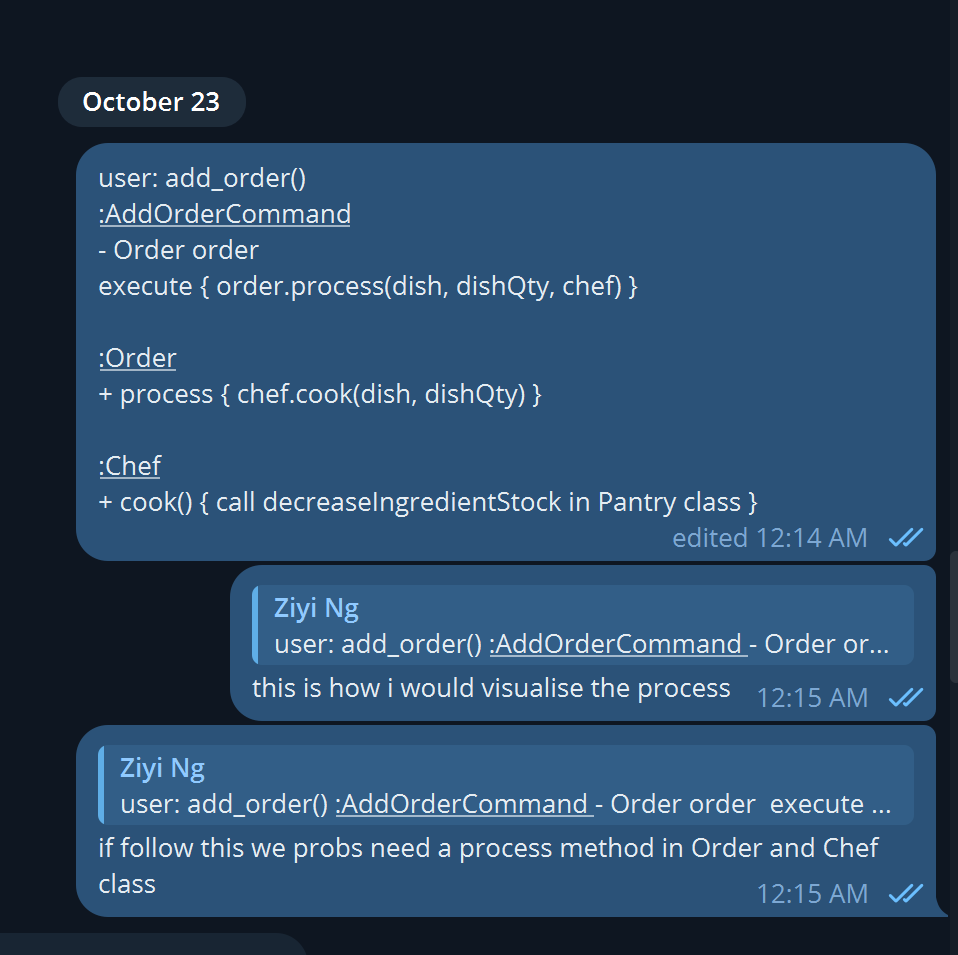 October 23
user: add_order()
:AddOrderCommand
- Order order
execute { order.process(dish, dishQty, chef) }
:Order
+ process { chef.cook(dish, dishQty) }
:Chef
+ cook() { call decreaseIngredientStock in Pantry class }
edited 12:14 AM
Ziyi Ng
user: add_order() :AddOrderCommand - Order or...
this is how i would visualise the process
12:15 AM
Ziyi Ng
user: add_order() :AddOrderCommand - Order order  execute ...
if follow this we probs need a process method in Order and Chef
class
12:15 AM